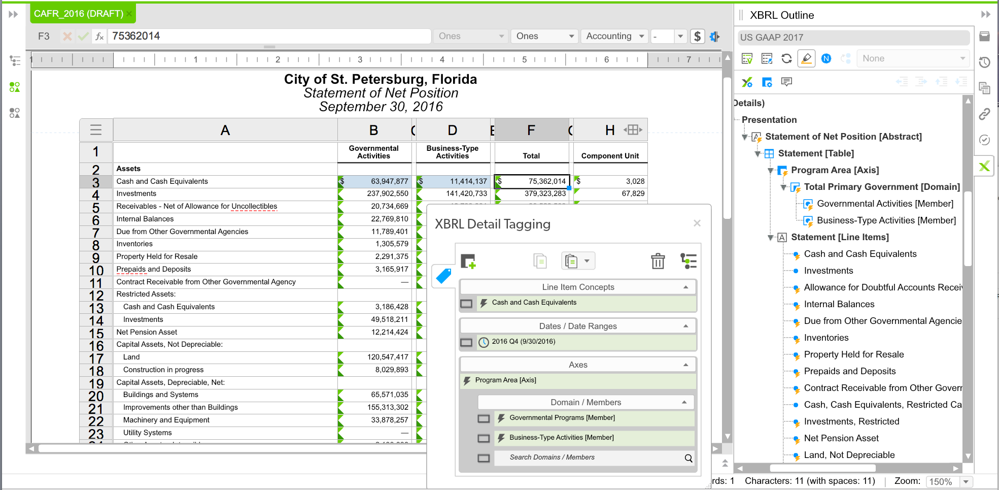 CAFR_2016 (DRAFT) ×
XBRL Outline
F3 fx 75362014 Ones Ones Accounting - $
US GAAP 2017
N None
1 2 3 4 5 6 7
City of St. Petersburg, Florida
Statement of Net Position
September 30, 2016
A B D F H
1 Governmental Activities Business-Type Activities Total Component Unit
2 Assets
3 Cash and Cash Equivalents $ 63,947,877 $ 11,414,137 $ 75,362,014 $ 3,028
4 Investments 237,902,550 141,420,733 379,323,283 67,829
5 Receivables - Net of Allowance for Uncollectibles 20,734,669
6 Internal Balances 22,769,810
7 Due from Other Governmental Agencies 11,789,401
8 Inventories 1,305,579
9 Property Held for Resale 2,291,375
10 Prepaids and Deposits 3,165,917
11 Contract Receivable from Other Governmental Agency —
12 Restricted Assets:
13 Cash and Cash Equivalents 3,186,428
14 Investments 49,518,211
15 Net Pension Asset 12,214,424
16 Capital Assets, Not Depreciable:
17 Land 120,547,417
18 Construction in progress 8,029,893
19 Capital Assets, Depreciable, Net:
20 Buildings and Systems 65,571,035
21 Improvements other than Buildings 155,313,302
22 Machinery and Equipment 33,878,257
23 Utility Systems —
XBRL Detail Tagging ×
Line Item Concepts
Cash and Cash Equivalents
Dates / Date Ranges
2016 Q4 (9/30/2016)
Axes
Program Area [Axis]
Domain / Members
Governmental Programs [Member]
Business-Type Activities [Member]
Search Domains / Members
Details)
Presentation
A Statement of Net Position [Abstract]
Statement [Table]
Program Area [Axis]
Total Primary Government [Domain]
Governmental Activities [Member]
Business-Type Activities [Member]
A Statement [Line Items]
Cash and Cash Equivalents
Investments
Allowance for Doubtful Accounts Recei
Internal Balances
Due from Other Governmental Agencie
Inventories
Property Held for Resale
Prepaids and Deposits
Contract Receivable from Other Gover
Cash, Cash Equivalents, Restricted Ca
Investments, Restricted
Net Pension Asset
Land, Not Depreciable
rds: 1 Characters: 11 (with spaces: 11) Zoom: 150%